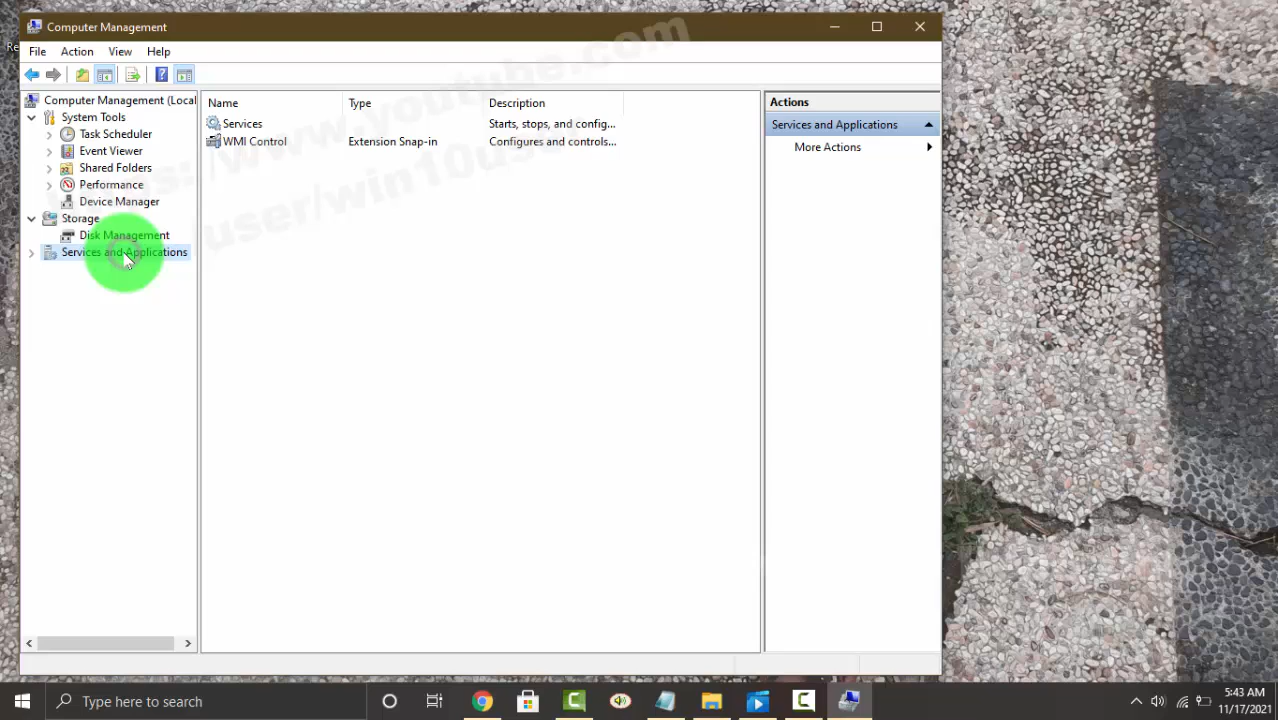 Computer Management
File Action View Help
Computer Management (Local
System Tools
Task Scheduler
Event Viewer
Shared Folders
Performance
Device Manager
Storage
Disk Management
Services and Applications
Name Type Description
Services Starts, stops, and config...
WMI Control Extension Snap-in Configures and controls...
Actions
Services and Applications
More Actions
Type here to search
5:43 AM
11/17/2021